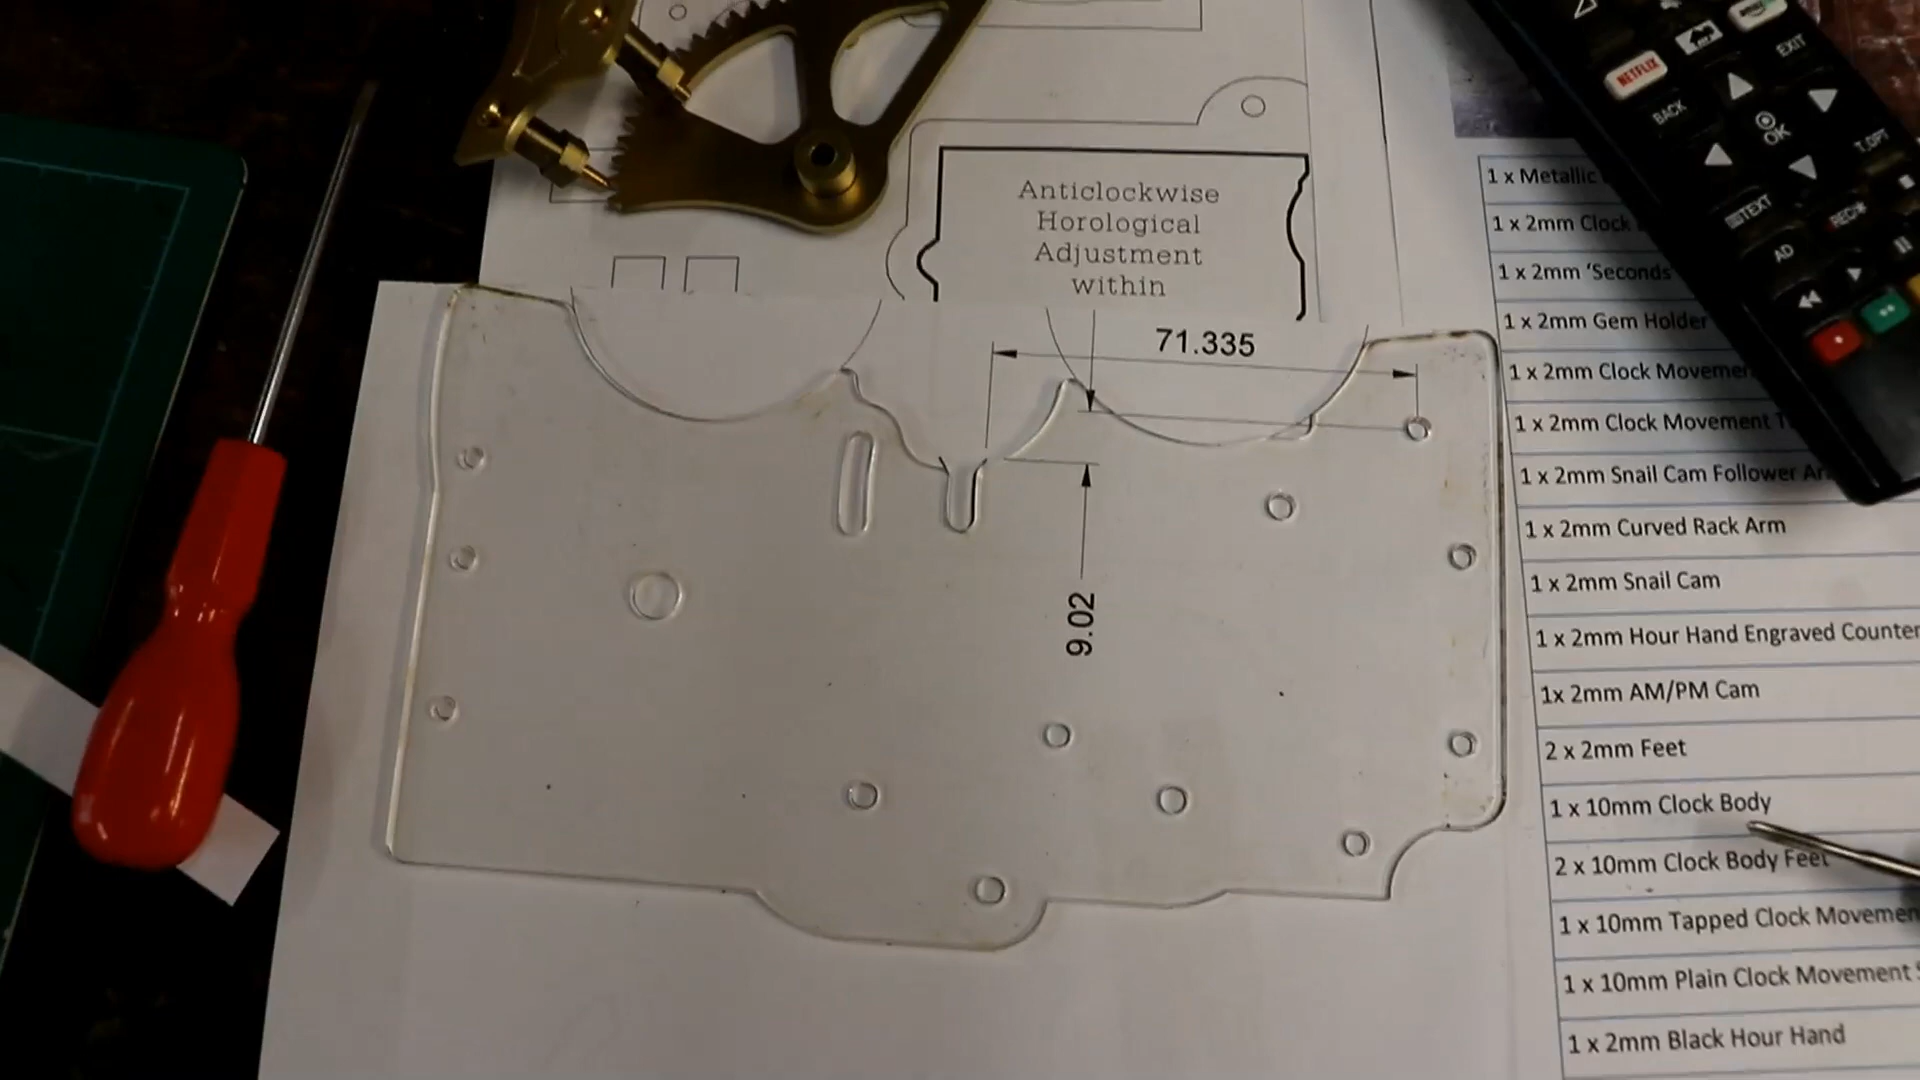 NETFLIX
EXIT
BACK
OK
T.OPT
TEXT
REC
AD
Anticlockwise
Horological
Adjustment
within
71.335
9.02
1 x Metallic
1 x 2mm Clock
1 x 2mm ‘Seconds’
1 x 2mm Gem Holder
1 x 2mm Clock
1 x 2mm Clock Movement
1 x 2mm Snail Cam Follower
1 x 2mm Curved Rack Arm
1 x 2mm Snail Cam
1 x 2mm Hour Hand Engraved
1x 2mm AM/PM Cam
2 x 2mm Feet
1 x 10mm Clock Body
2 x 10mm Clock Body Feet
1 x 10mm Tapped Clock
1 x 10mm Plain Clock Movement
1 x 2mm Black Hour Hand